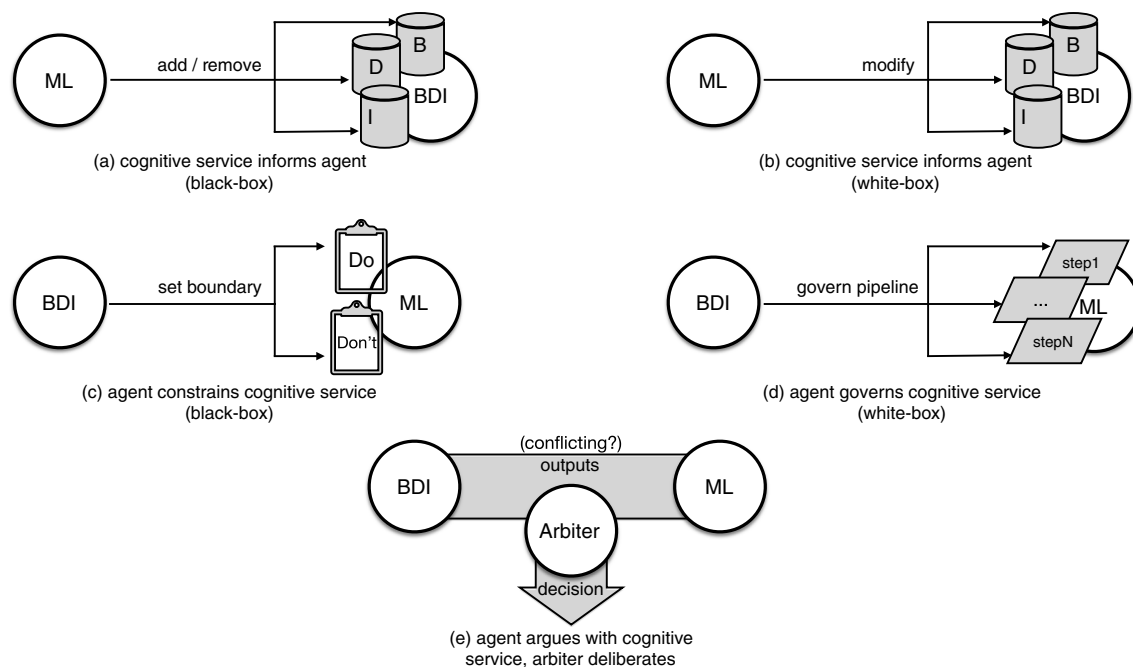 ML
add / remove
B
D
I
BDI
(a) cognitive service informs agent
(black-box)
ML
modify
B
D
I
BDI
(b) cognitive service informs agent
(white-box)
BDI
set boundary
Do
Don't
ML
(c) agent constrains cognitive service
(black-box)
BDI
govern pipeline
step1
...
stepN
ML
(d) agent governs cognitive service
(white-box)
(conflicting?)
outputs
BDI
ML
Arbiter
decision
(e) agent argues with cognitive
service, arbiter deliberates